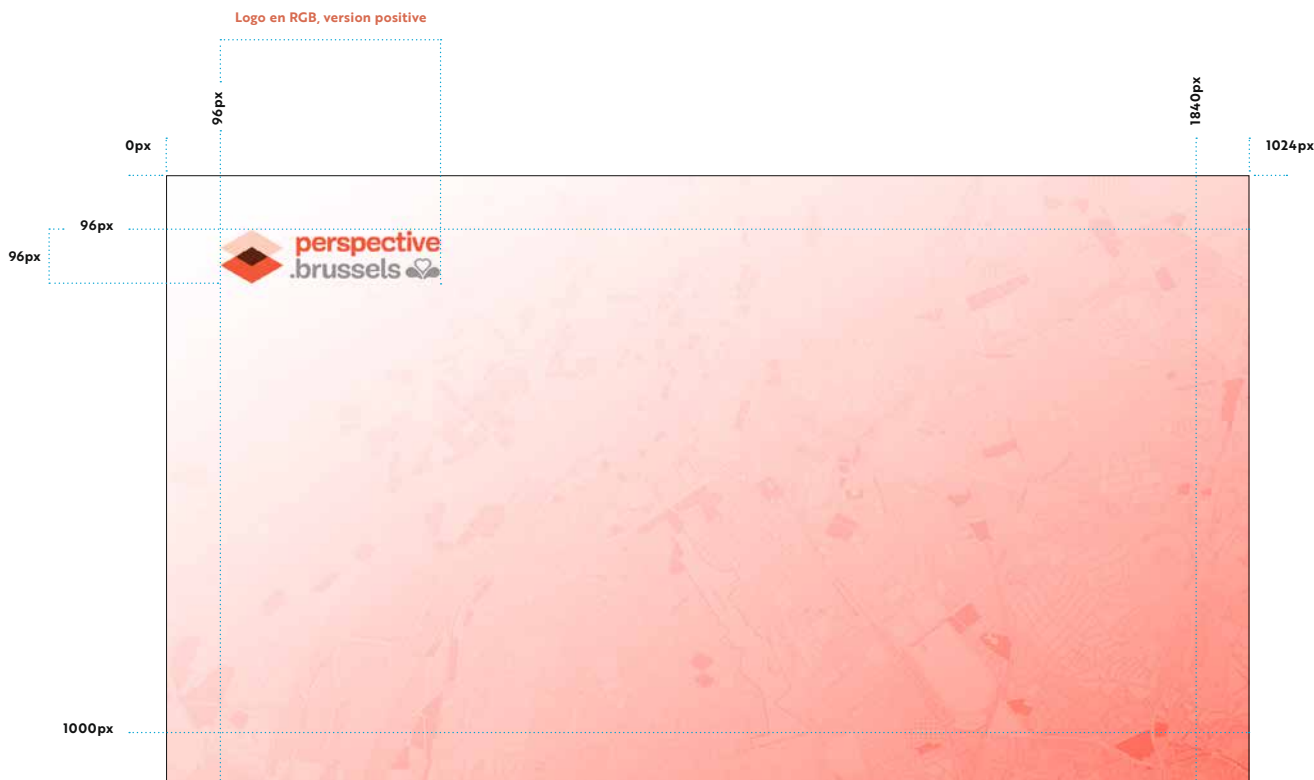 Logo en RGB, version positive
96px
1840px
0px
1024px
96px
96px
perspective
.brussels
1000px